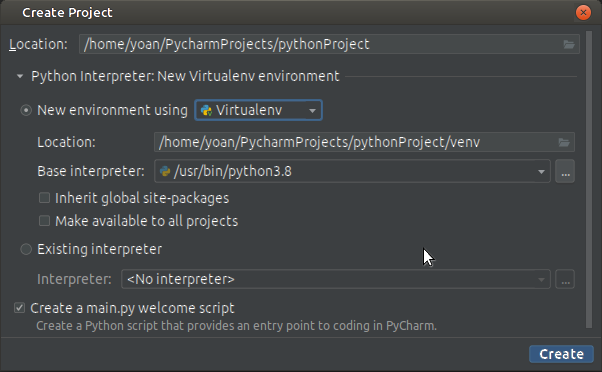 Create Project
Location: /home/yoan/PycharmProjects/pythonProject
Python Interpreter: New Virtualenv environment
New environment using Virtualenv
Location: /home/yoan/PycharmProjects/pythonProject/venv
Base interpreter: /usr/bin/python3.8 ...
Inherit global site-packages
Make available to all projects
Existing interpreter
Interpreter: <No interpreter> ...
Create a main.py welcome script
Create a Python script that provides an entry point to coding in PyCharm.
Create